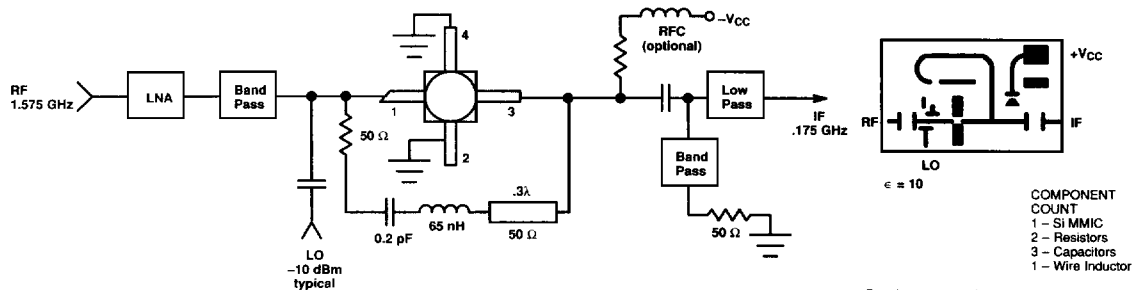 RF
1.575 GHz
LNA
Band
Pass
50 Ω
LO
–10 dBm
typical
0.2 pF
65 nH
.3λ
50 Ω
1
2
3
4
RFC
(optional)
–VCC
Band
Pass
50 Ω
Low
Pass
IF
.175 GHz
+VCC
RF
IF
LO
ϵ = 10
COMPONENT
COUNT
1 – Si MMIC
2 – Resistors
3 – Capacitors
1 – Wire Inductor